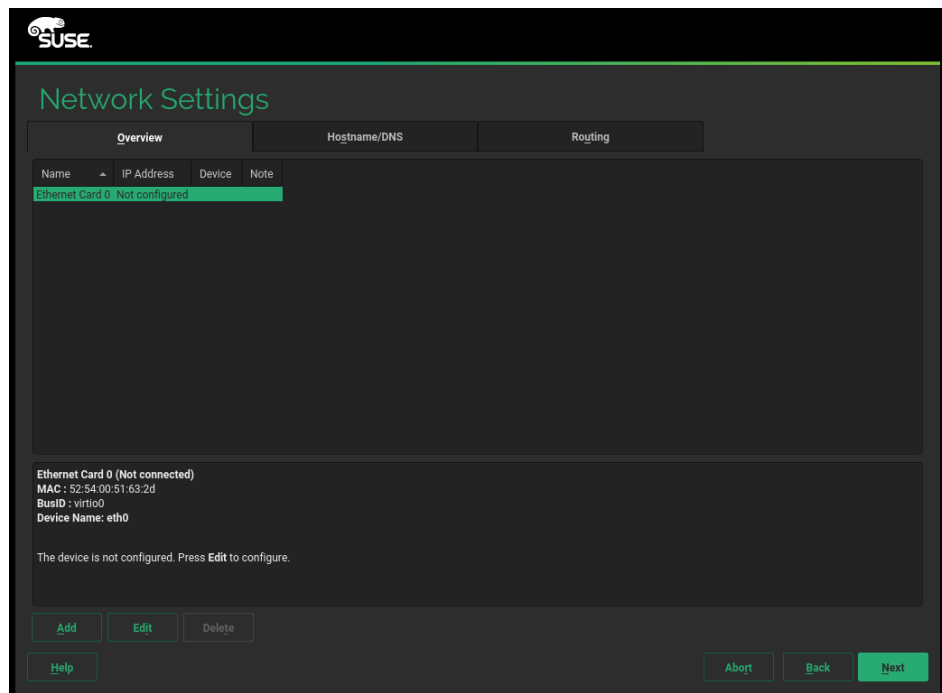 SUSE.
Network Settings
Overview Hostname/DNS Routing
Name IP Address Device Note
Ethernet Card 0 Not configured
Ethernet Card 0 (Not connected)
MAC : 52:54:00:51:63:2d
BusID : virtio0
Device Name: eth0
The device is not configured. Press Edit to configure.
Add Edit Delete
Help Abort Back Next